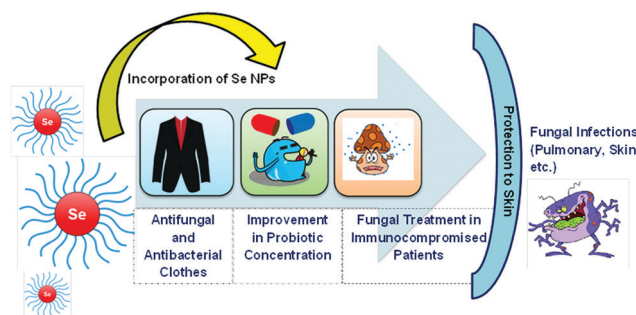 Incorporation of Se NPs
Se
Se
Se
Antifungal
and
Antibacterial
Clothes
Improvement
in Probiotic
Concentration
Fungal Treatment in
Immunocompromised
Patients
Protection to Skin
Fungal Infections
(Pulmonary, Skin
etc.)